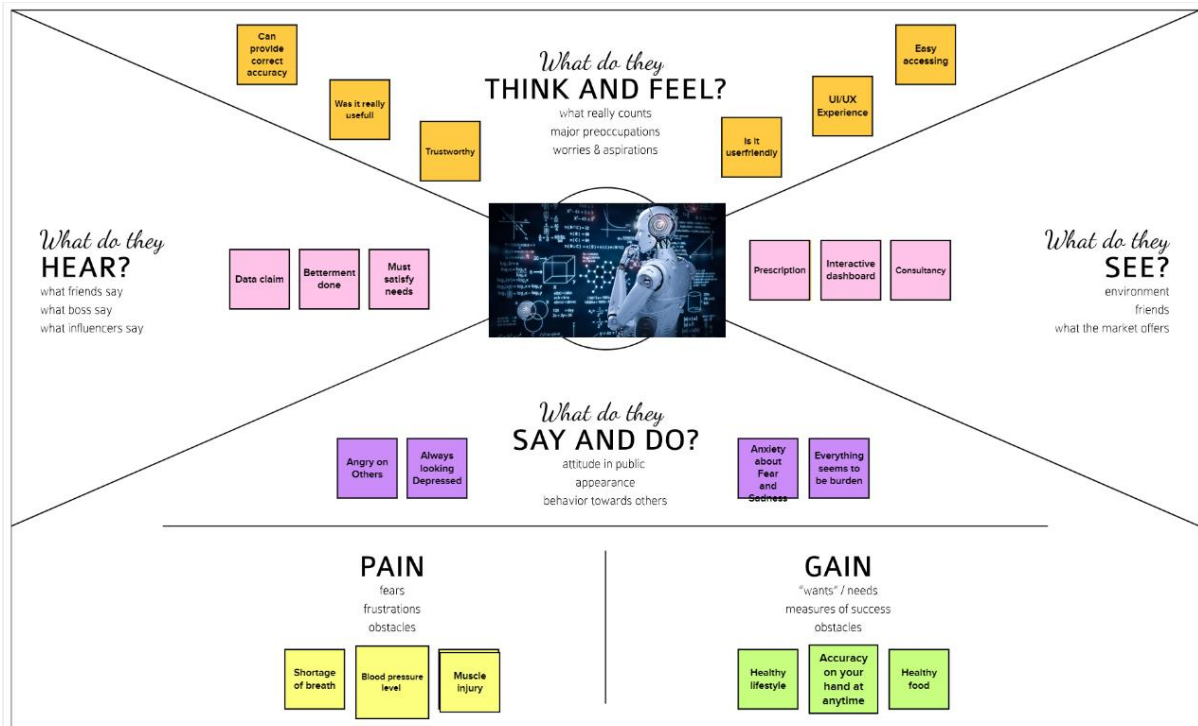 What do they
THINK AND FEEL?
what really counts
major preoccupations
worries & aspirations
Can
provide
correct
accuracy
Was it really
usefull
Trustworthy
Is it
userfriendly
UI/UX
Experience
Easy
accessing
What do they
HEAR?
what friends say
what boss say
what influencers say
Data claim
Betterment
done
Must
satisfy
needs
Prescription
Interactive
dashboard
Consultancy
What do they
SEE?
environment
friends
what the market offers
What do they
SAY AND DO?
attitude in public
appearance
behavior towards others
Angry on
Others
Always
looking
Depressed
Anxiety
about
Fear
and
Sadness
Everything
seems to
be burden
PAIN
fears
frustrations
obstacles
Shortage
of breath
Blood pressure
level
Muscle
injury
GAIN
"wants" / needs
measures of success
obstacles
Healthy
lifestyle
Accuracy
on your
hand at
anytime
Healthy
food